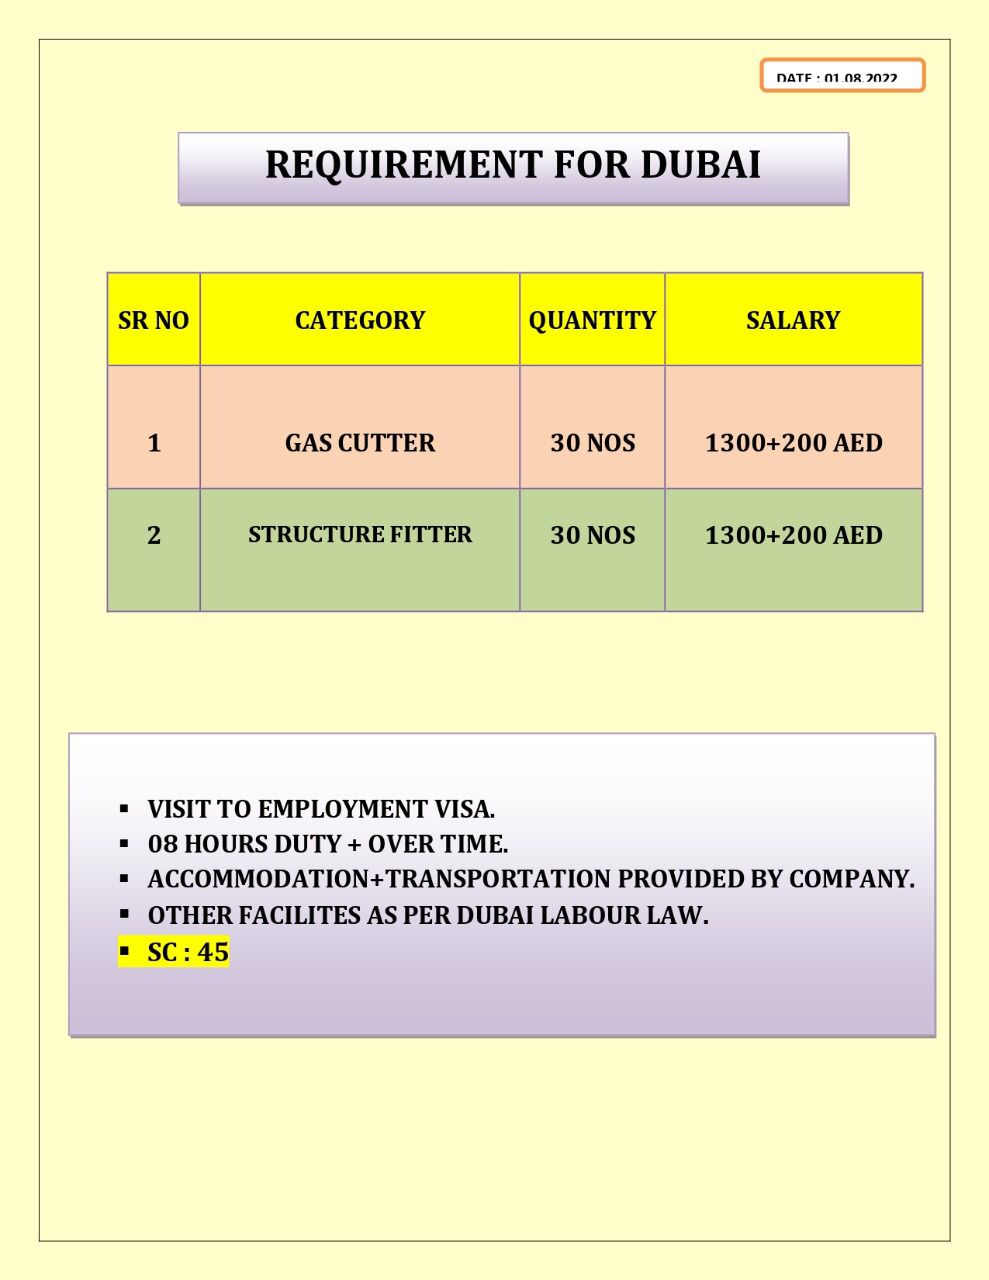 DATE : 01.08.2022
REQUIREMENT FOR DUBAI
SR NO CATEGORY QUANTITY SALARY
1 GAS CUTTER 30 NOS 1300+200 AED
2 STRUCTURE FITTER 30 NOS 1300+200 AED
▪ VISIT TO EMPLOYMENT VISA.
▪ 08 HOURS DUTY + OVER TIME.
▪ ACCOMMODATION+TRANSPORTATION PROVIDED BY COMPANY.
▪ OTHER FACILITES AS PER DUBAI LABOUR LAW.
▪ SC : 45